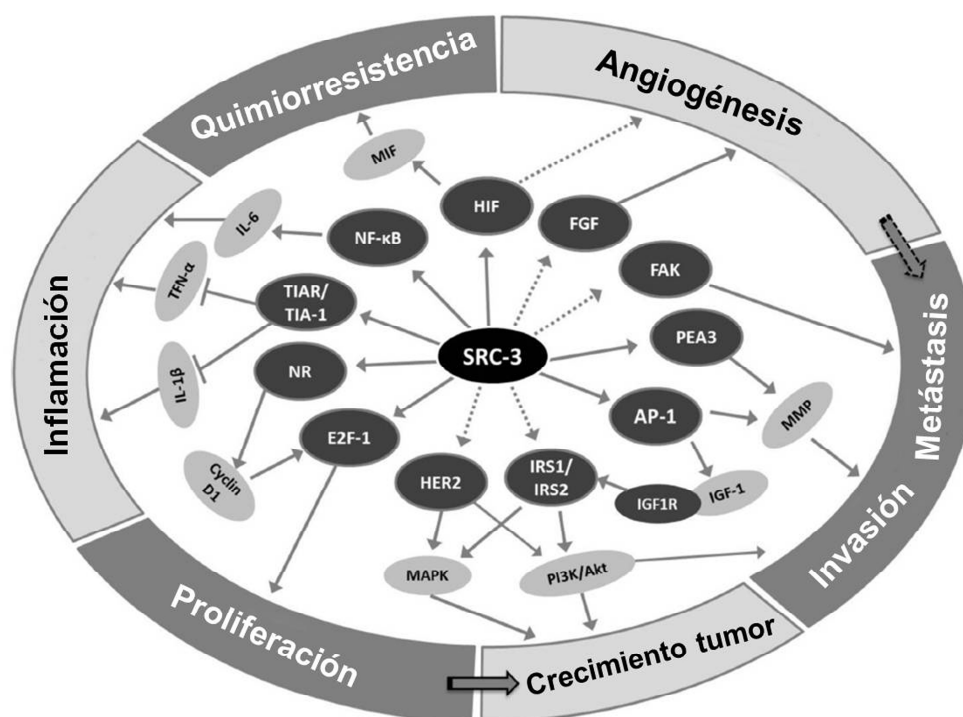 Quimiorresistencia
Angiogénesis
MIF
HIF
FGF
IL-6
NF-κB
FAK
TFN-α
TIAR/
TIA-1
PEA3
SRC-3
Inflamación
IL-1β
NR
AP-1
MMP
Metástasis
E2F-1
Cyclin
D1
HER2
IRS1/
IRS2
IGF1R
IGF-1
MAPK
PI3K/Akt
Invasión
Proliferación
Crecimiento tumor